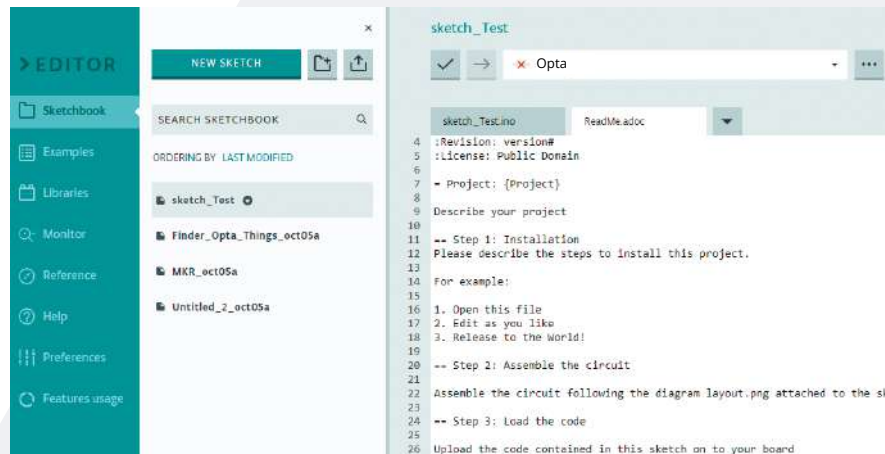 >EDITOR
Sketchbook
Examples
Libraries
Monitor
Reference
Help
Preferences
Features usage
NEW SKETCH
SEARCH SKETCHBOOK
ORDERING BY LAST MODIFIED
sketch_Test
Finder_Opta_Things_oct05a
MKR_oct05a
Untitled_2_oct05a
sketch_Test
Opta
sketch_Test.ino
ReadMe.adoc
4 :Revision: version#
5 :License: Public Domain
6
7 = Project: {Project}
8
9 Describe your project
10
11 == Step 1: Installation
12 Please describe the steps to install this project.
13
14 For example:
15
16 1. Open this file
17 2. Edit as you like
18 3. Release to the World!
19
20 == Step 2: Assemble the circuit
21
22 Assemble the circuit following the diagram layout.png attached to the sk
23
24 == Step 3: Load the code
25
26 Upload the code contained in this sketch on to your board